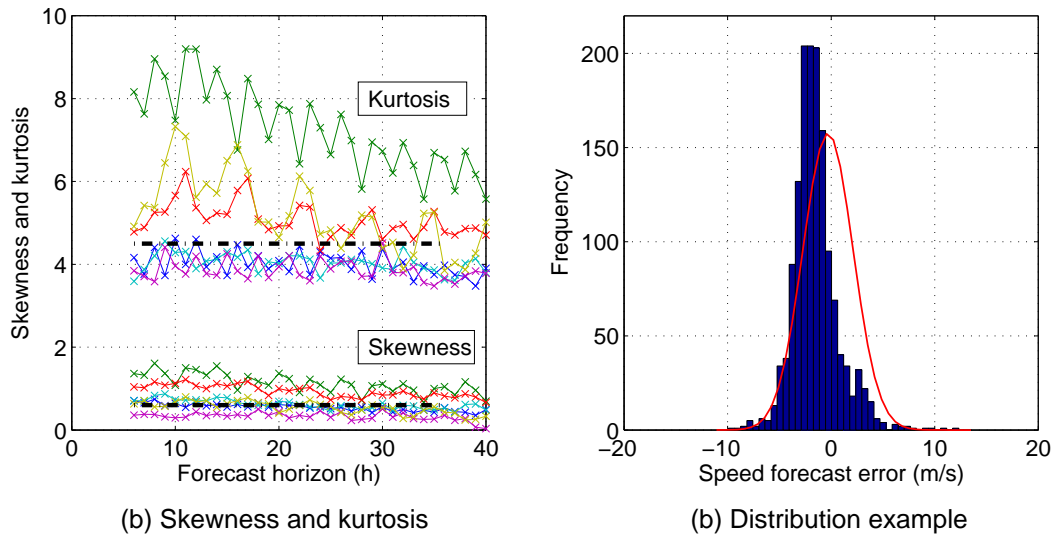 Skewness and kurtosis
10
8
6
4
2
0
Kurtosis
Skewness
0
10
20
30
40
Forecast horizon (h)
(b) Skewness and kurtosis
Frequency
200
150
100
50
0
−20
−10
0
10
20
Speed forecast error (m/s)
(b) Distribution example